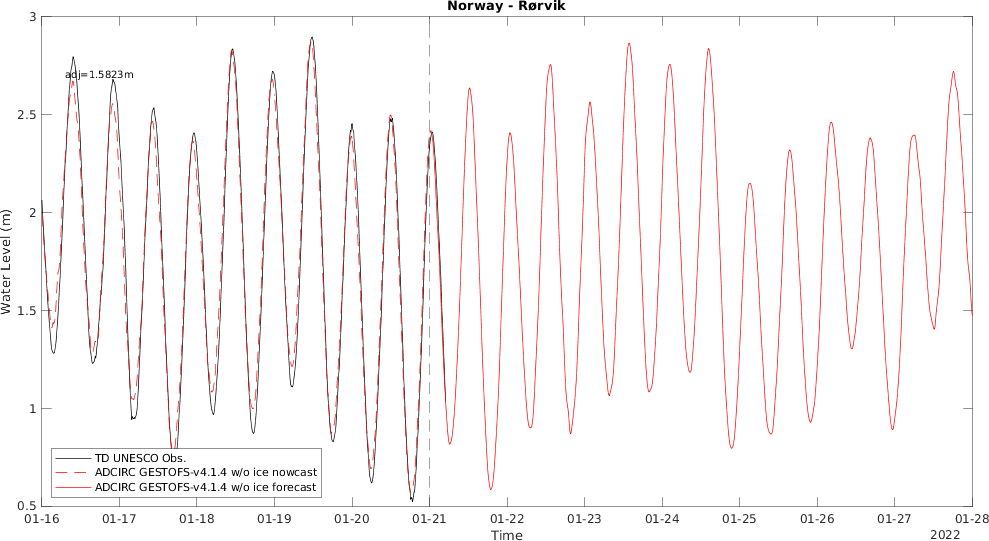 Norway - Rørvik
3
2.5
2
1.5
1
0.5
Water Level (m)
adj=1.5823m
TD UNESCO Obs.
ADCIRC GESTOFS-v4.1.4 w/o ice nowcast
ADCIRC GESTOFS-v4.1.4 w/o ice forecast
01-16 01-17 01-18 01-19 01-20 01-21 01-22 01-23 01-24 01-25 01-26 01-27 01-28
Time
2022